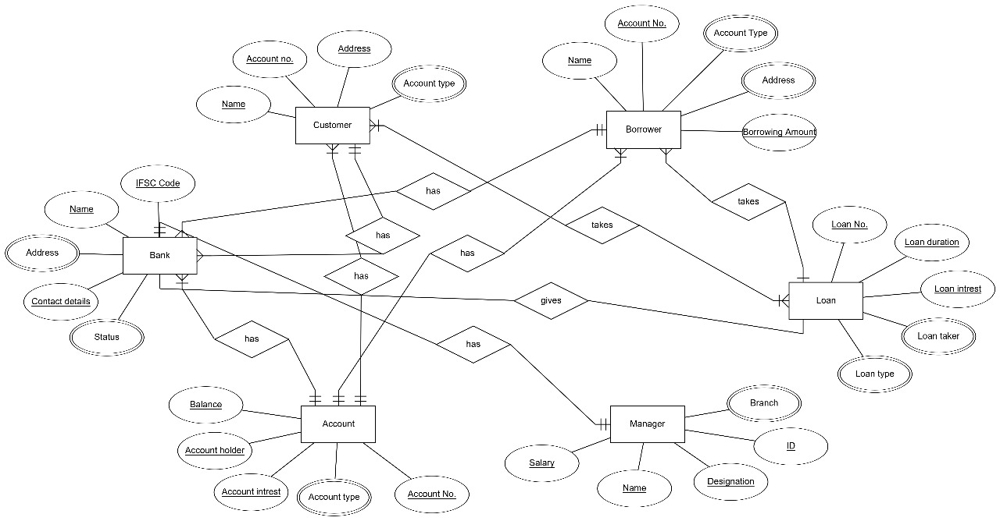 Account No.
Account Type
Address
Account no.
Name
Account type
Address
Name
Customer
Borrower
Borrowing Amount
IFSC Code
has
takes
Name
Loan No.
takes
has
Loan duration
Address
Bank
has
has
Loan intrest
Contact details
gives
Loan
Status
has
has
Loan taker
Loan type
Balance
Branch
Account
Manager
Account holder
ID
Salary
Account intrest
Account type
Account No.
Name
Designation